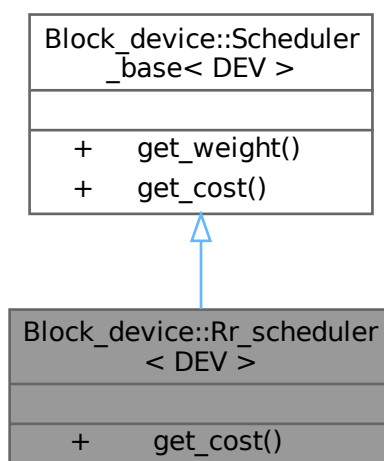 Block_device::Scheduler
_base< DEV >
+ get_weight()
+ get_cost()
Block_device::Rr_scheduler
< DEV >
+ get_cost()